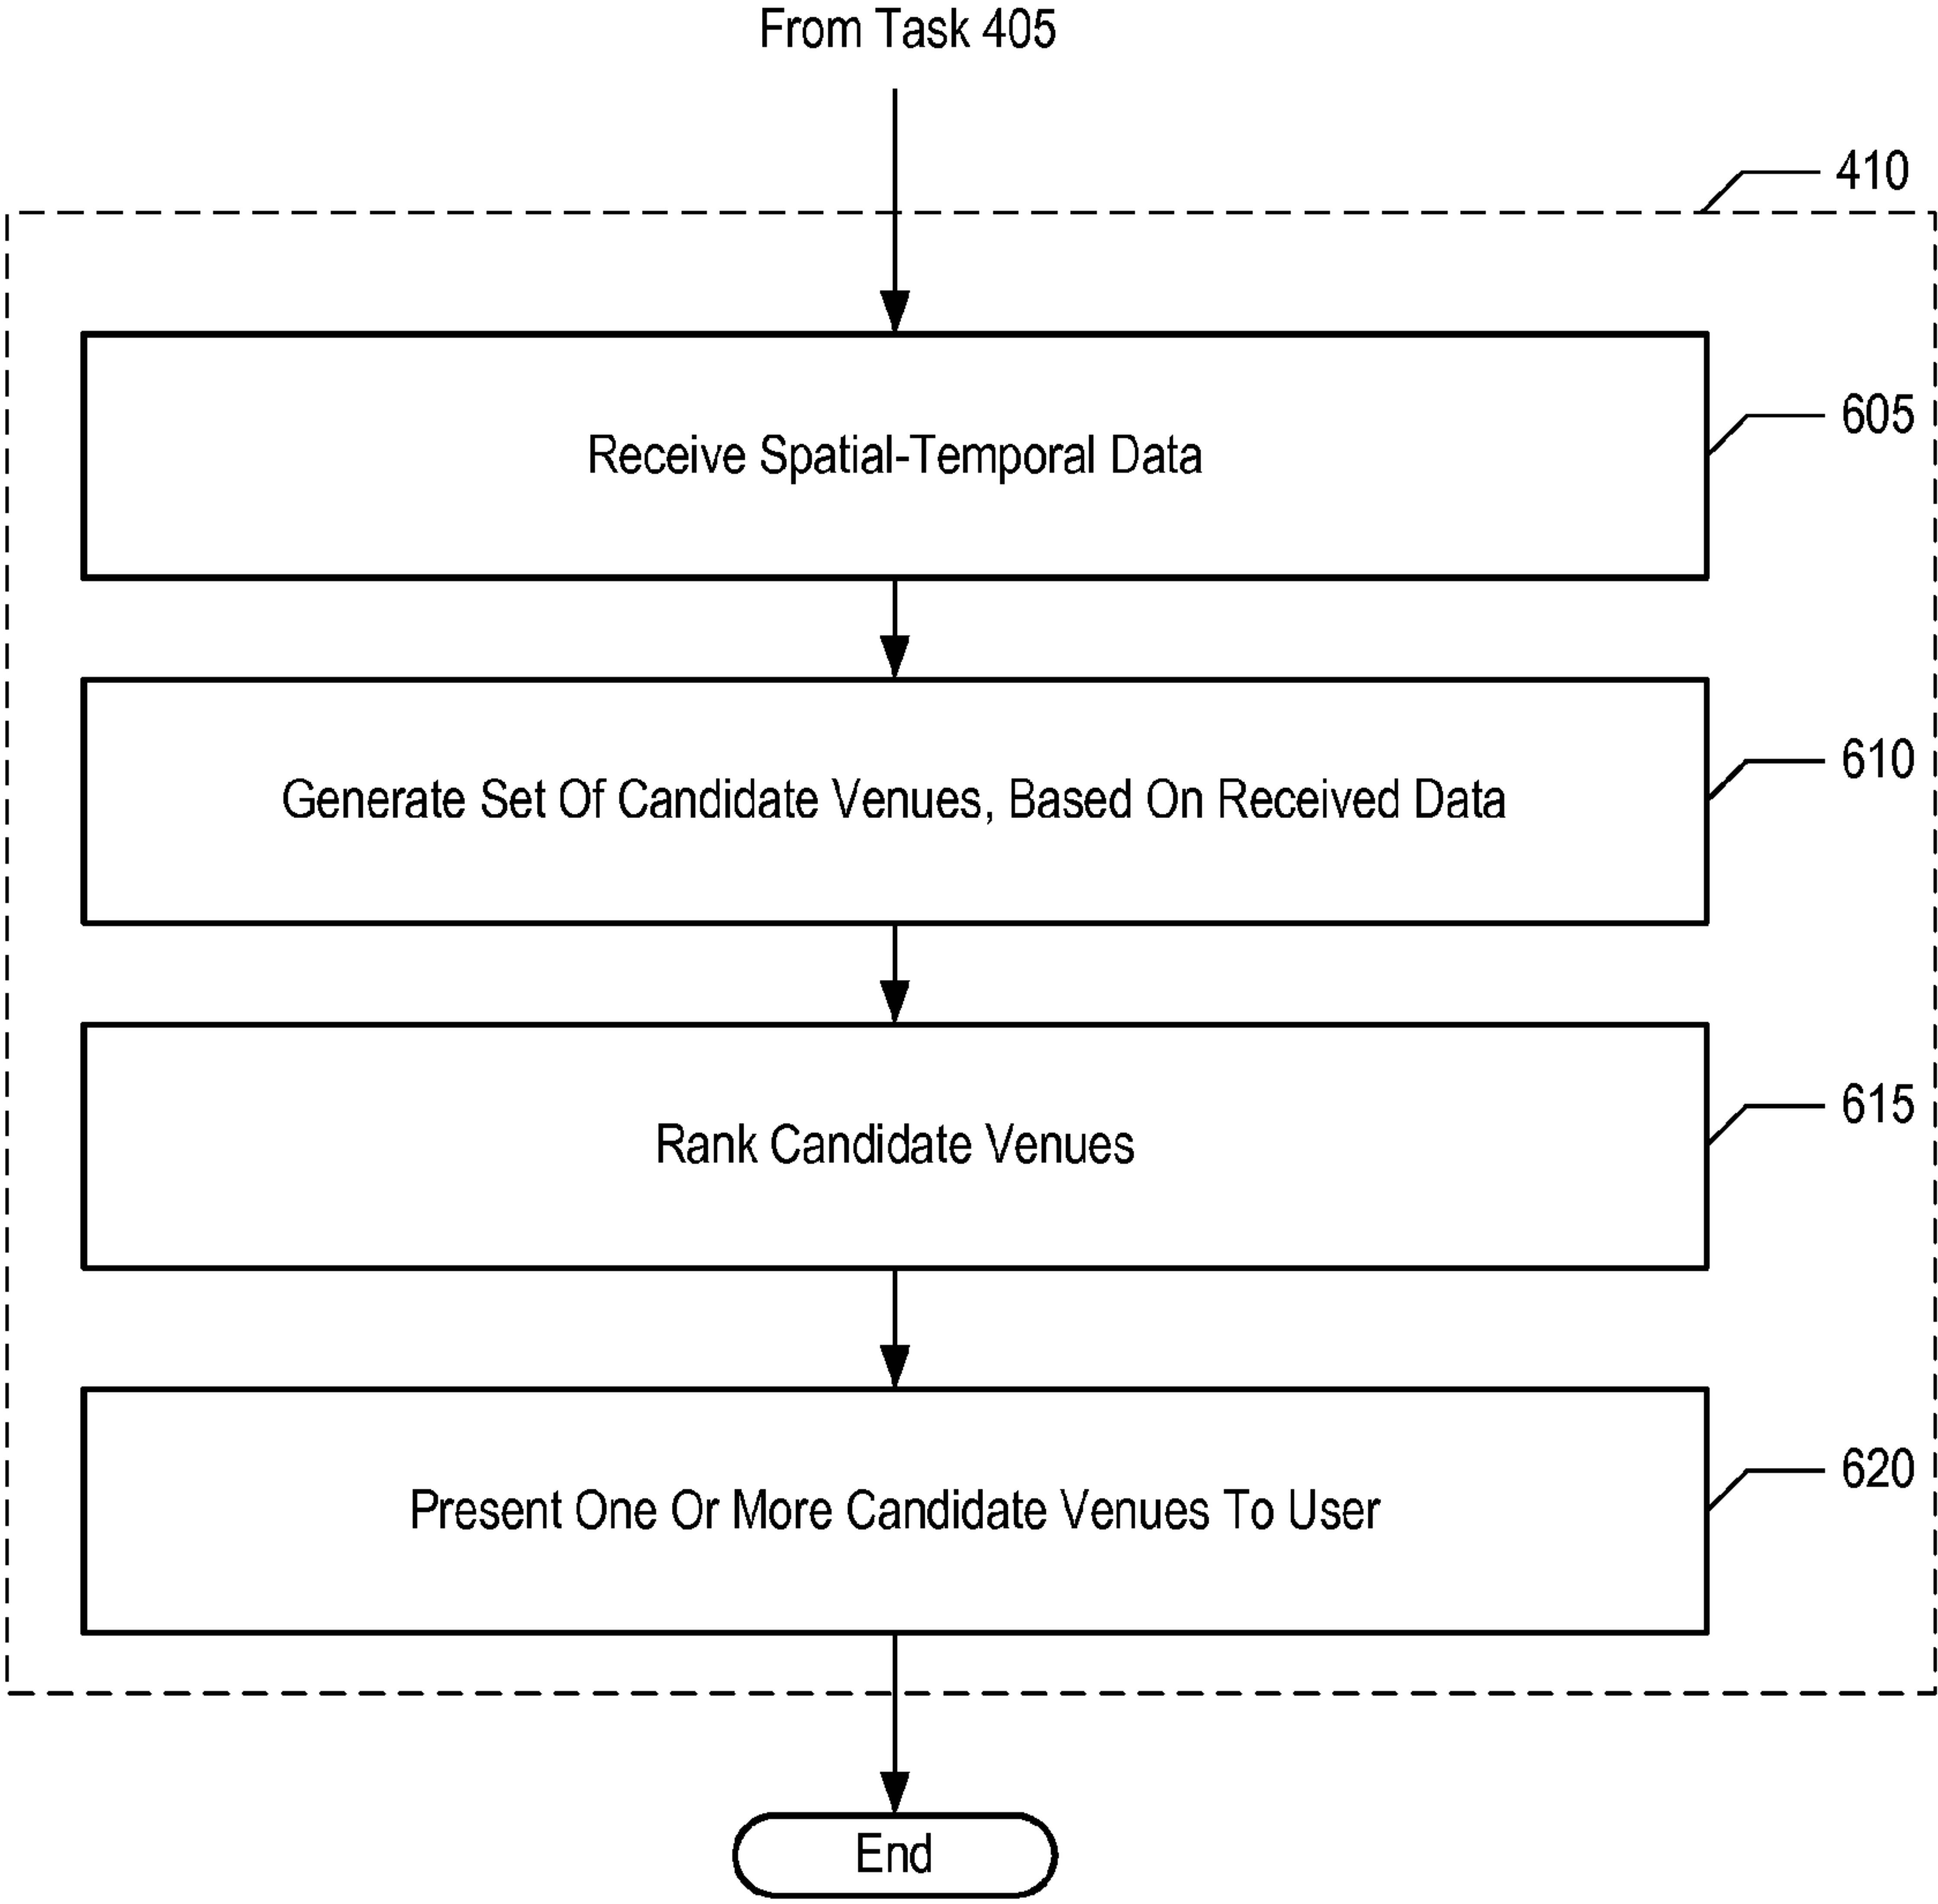 From Task 405
410
Receive Spatial-Temporal Data
605
Generate Set Of Candidate Venues, Based On Received Data
610
Rank Candidate Venues
615
Present One Or More Candidate Venues To User
620
End